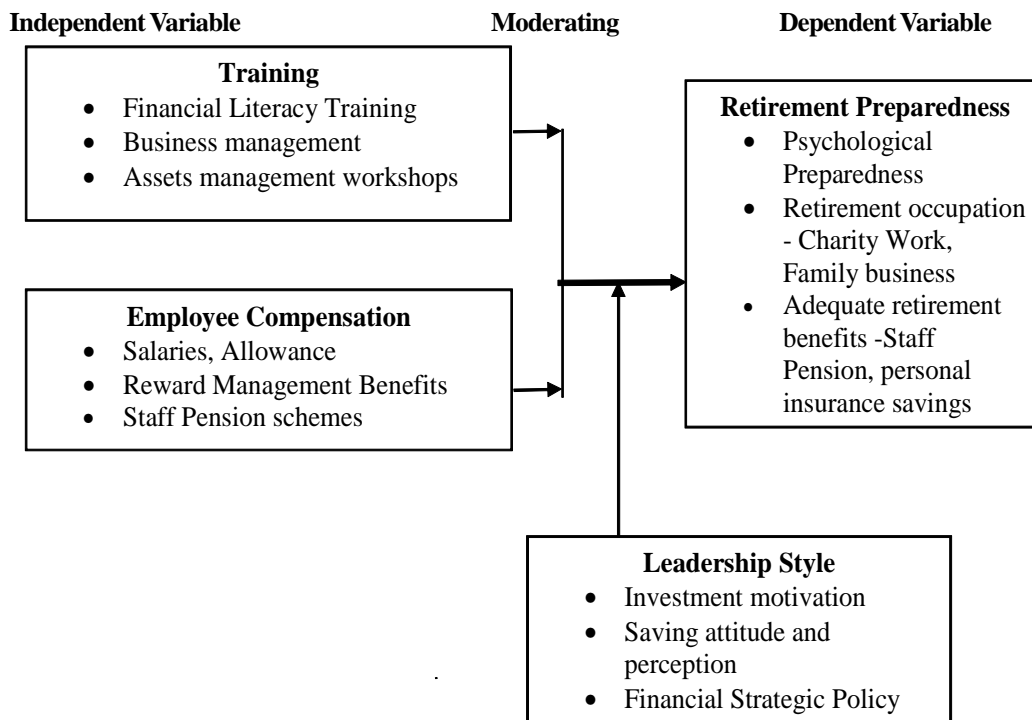 Independent Variable
Moderating
Dependent Variable
Training
• Financial Literacy Training
• Business management
• Assets management workshops
Employee Compensation
• Salaries, Allowance
• Reward Management Benefits
• Staff Pension schemes
Retirement Preparedness
• Psychological
Preparedness
• Retirement occupation
- Charity Work,
Family business
• Adequate retirement
benefits -Staff
Pension, personal
insurance savings
Leadership Style
• Investment motivation
• Saving attitude and
perception
• Financial Strategic Policy
.